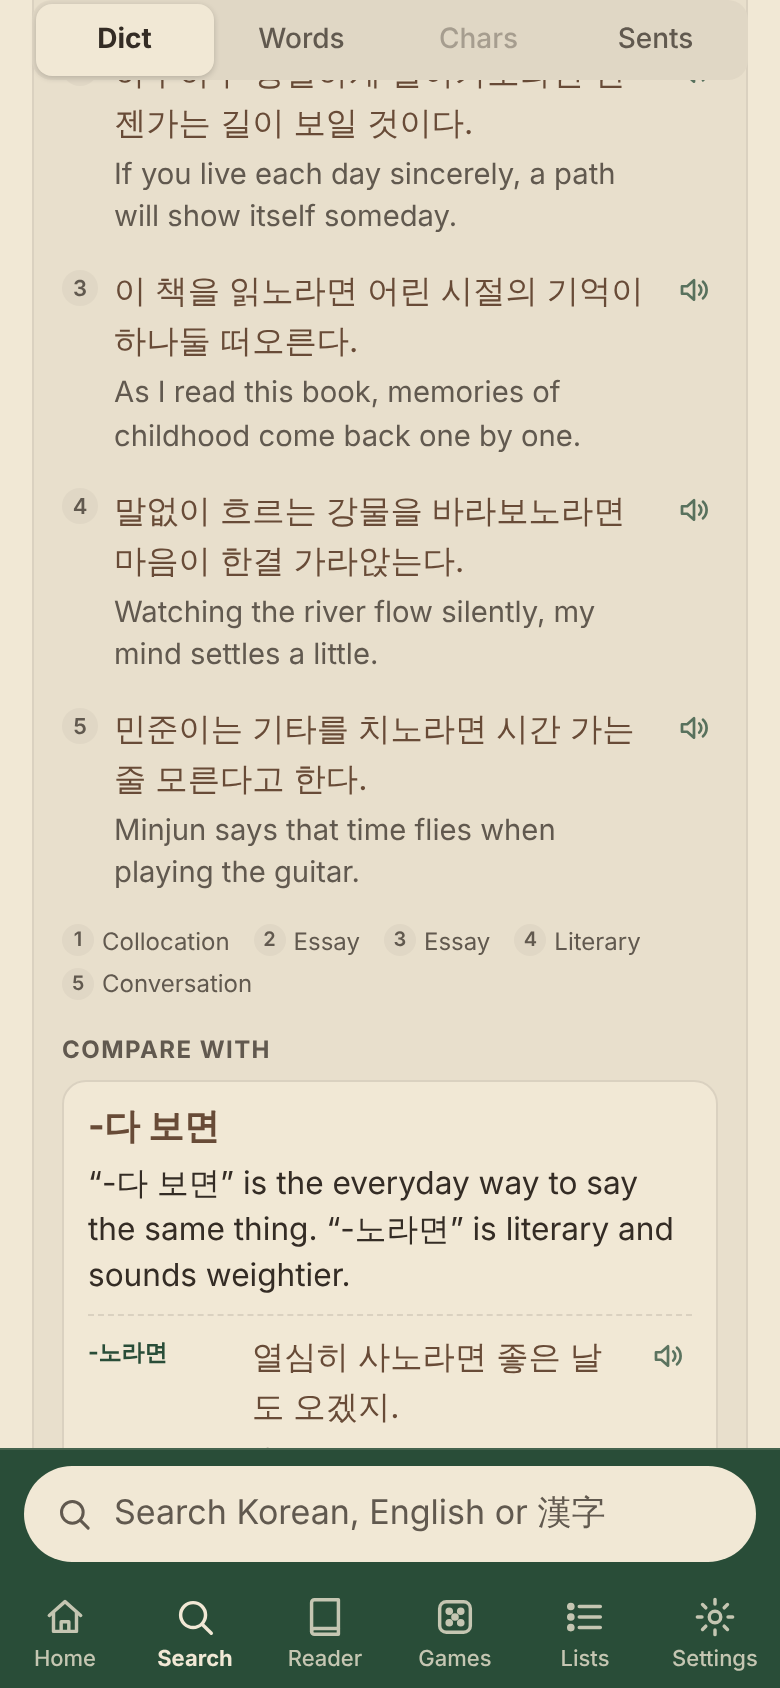 Dict Words Chars Sents
젠가는 길이 보일 것이다.
If you live each day sincerely, a path
will show itself someday.
3 이 책을 읽노라면 어린 시절의 기억이
하나둘 떠오른다.
As I read this book, memories of
childhood come back one by one.
4 말없이 흐르는 강물을 바라보노라면
마음이 한결 가라앉는다.
Watching the river flow silently, my
mind settles a little.
5 민준이는 기타를 치노라면 시간 가는
줄 모른다고 한다.
Minjun says that time flies when
playing the guitar.
1 Collocation 2 Essay 3 Essay 4 Literary
5 Conversation
COMPARE WITH
-다 보면
“-다 보면” is the everyday way to say
the same thing. “-노라면” is literary and
sounds weightier.
-노라면 열심히 사노라면 좋은 날
도 오겠지.
Search Korean, English or 漢字
Home Search Reader Games Lists Settings